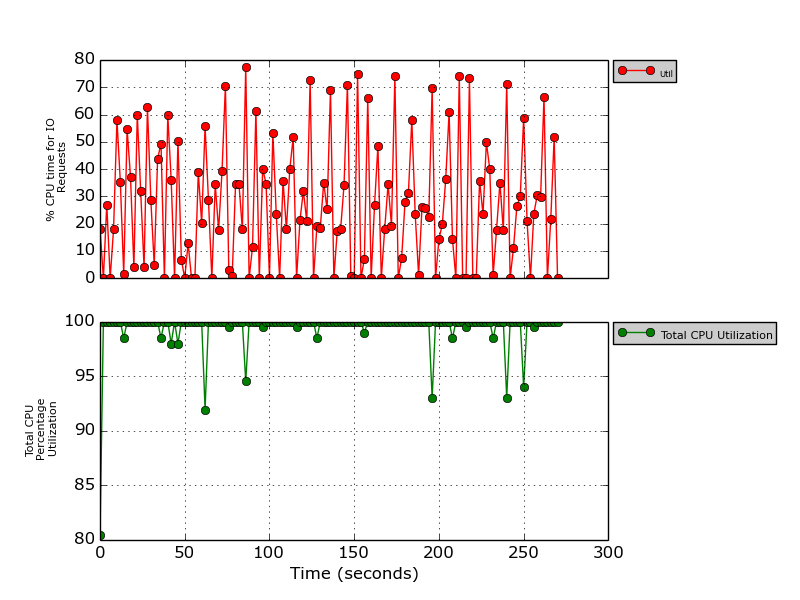 80
70
60
50
40
30
20
10
0
% CPU time for IO
Requests
Util
100
95
90
85
80
Total CPU
Percentage
Utilization
Total CPU Utilization
0 50 100 150 200 250 300
Time (seconds)